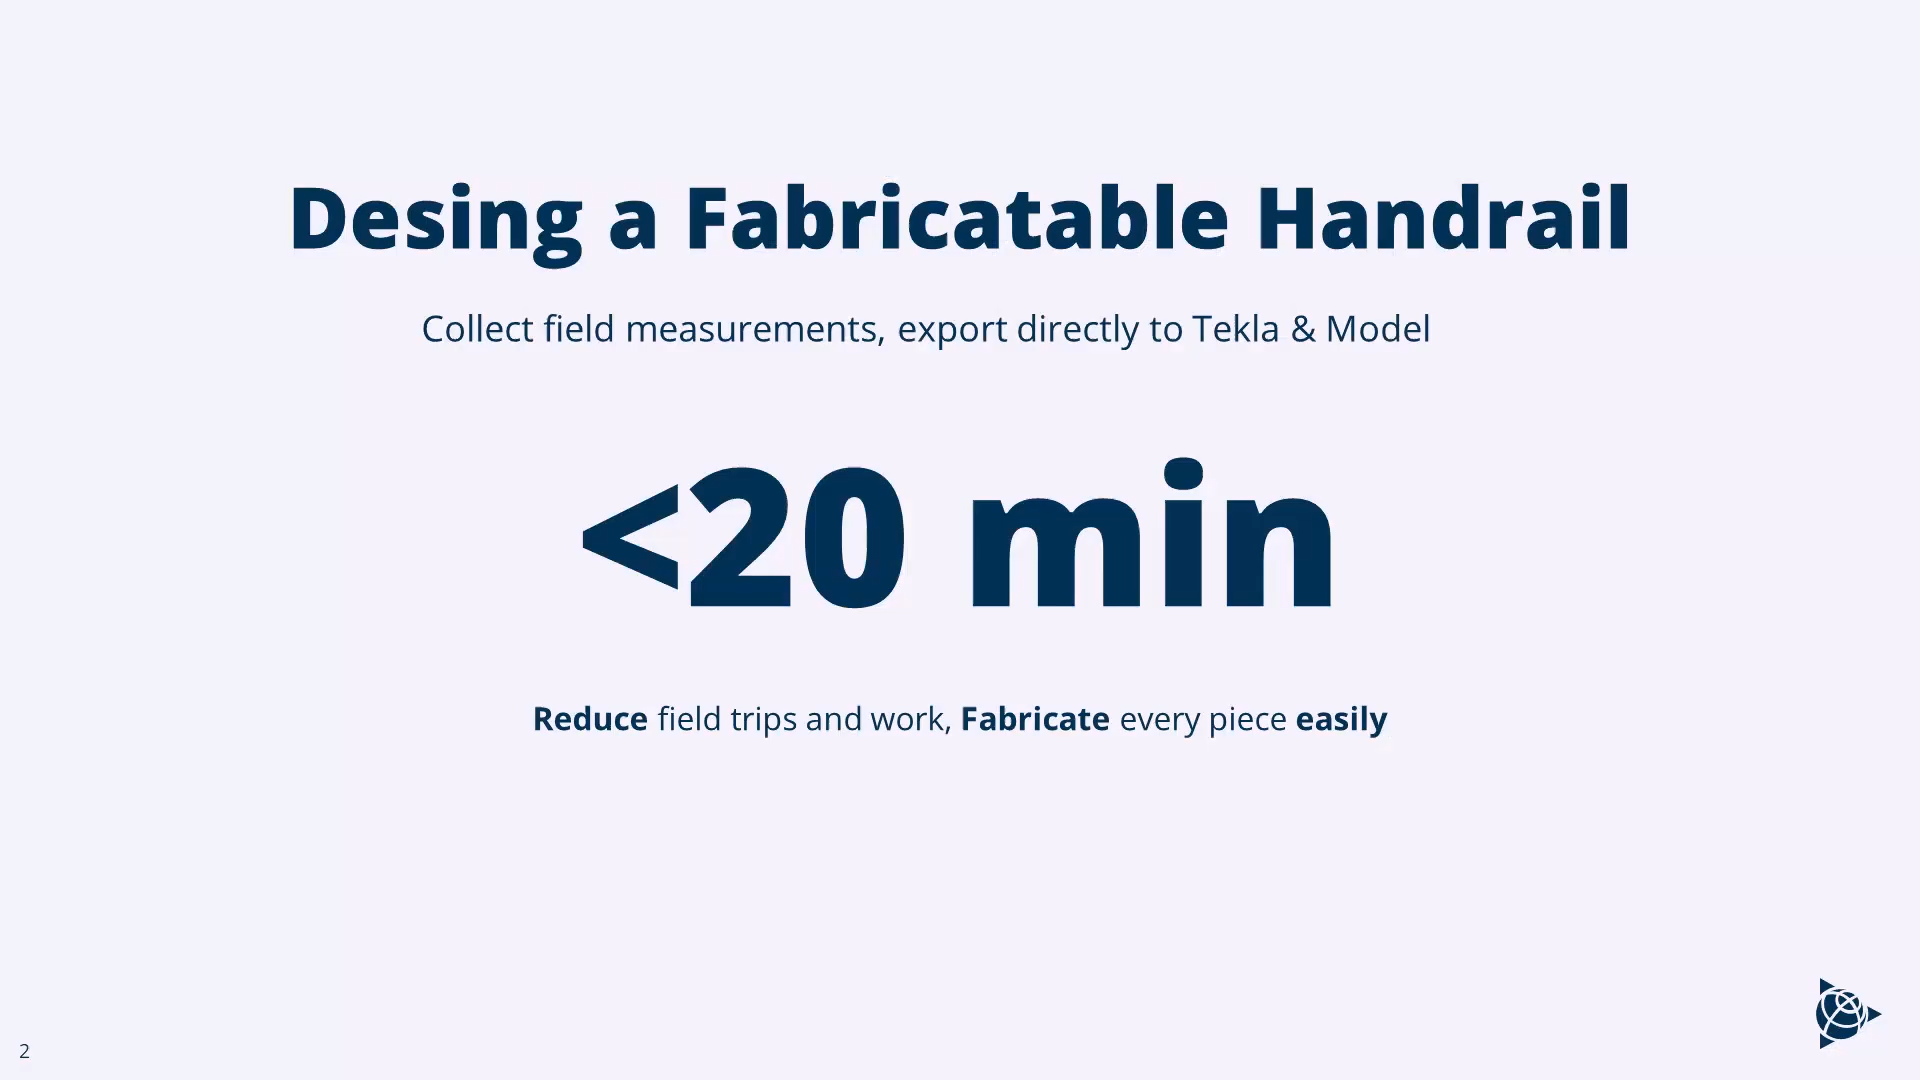 Desing a Fabricatable Handrail
Collect field measurements, export directly to Tekla & Model
<20 min
Reduce field trips and work, Fabricate every piece easily
2